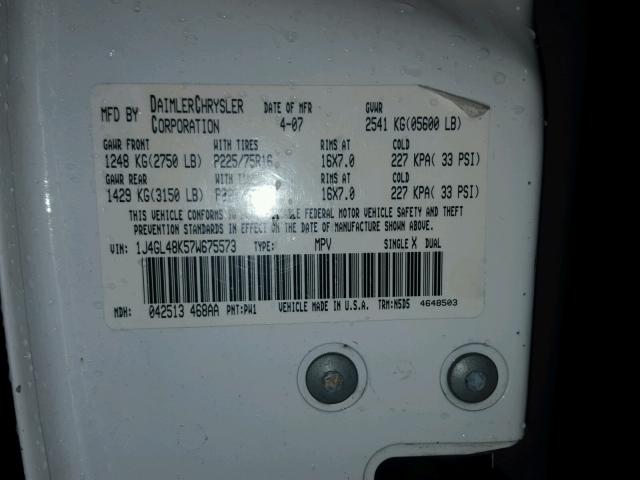 MFD BY DAIMLERCHRYSLER CORPORATION DATE OF MFR 4-07 GVWR 2541 KG(05600 LB)
GAWR FRONT WITH TIRES RIMS AT COLD
1248 KG(2750 LB) P225/75R16 16X7.0 227 KPA( 33 PSI)
GAWR REAR WITH RIMS AT COLD
1429 KG(3150 LB) 16X7.0 227 KPA( 33 PSI)
THIS VEHICLE CONFORMS TO FEDERAL MOTOR VEHICLE SAFETY AND THEFT
PREVENTION STANDARDS IN EFFECT ON THE DATE OF MANUFACTURE SHOWN ABOVE.
VIN: 1J4GL48K57W675573 TYPE: MPV SINGLE X DUAL
MDH: 042513 468AA PNT:PW1 VEHICLE MADE IN U.S.A. TRM:N5D5 4648503